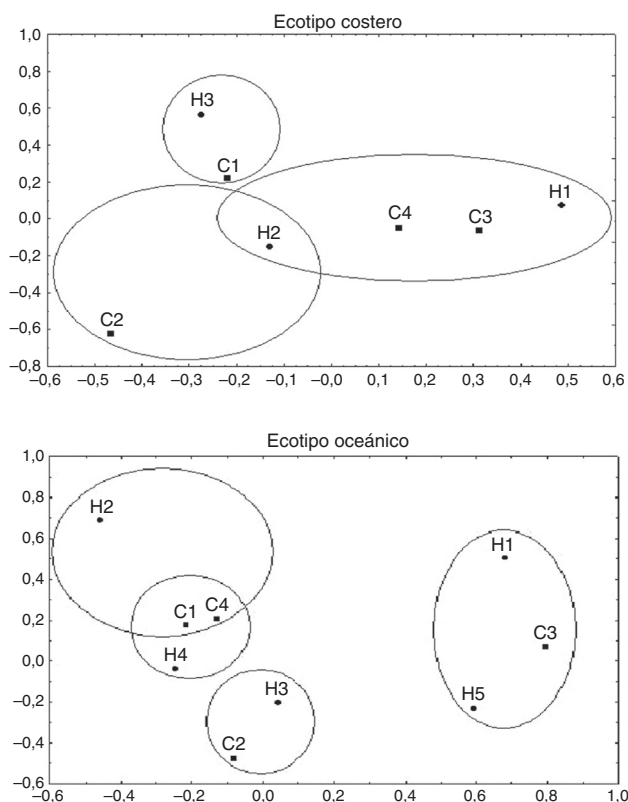 Ecotipo costero
1,0
0,8
0,6
0,4
0,2
0,0
−0,2
−0,4
−0,6
−0,8
H3
C1
H1
C4
C3
H2
C2
−0,6 −0,5 −0,4 −0,3 −0,2 −0,1 −0,0 0,1 0,2 0,3 0,4 0,5 0,6
Ecotipo oceánico
1,0
0,8
0,6
0,4
0,2
0,0
−0,2
−0,4
−0,6
H2
H1
C1 C4
C3
H4
H3
H5
C2
−0,6 −0,4 −0,2 0,0 0,2 0,4 0,6 0,8 1,0